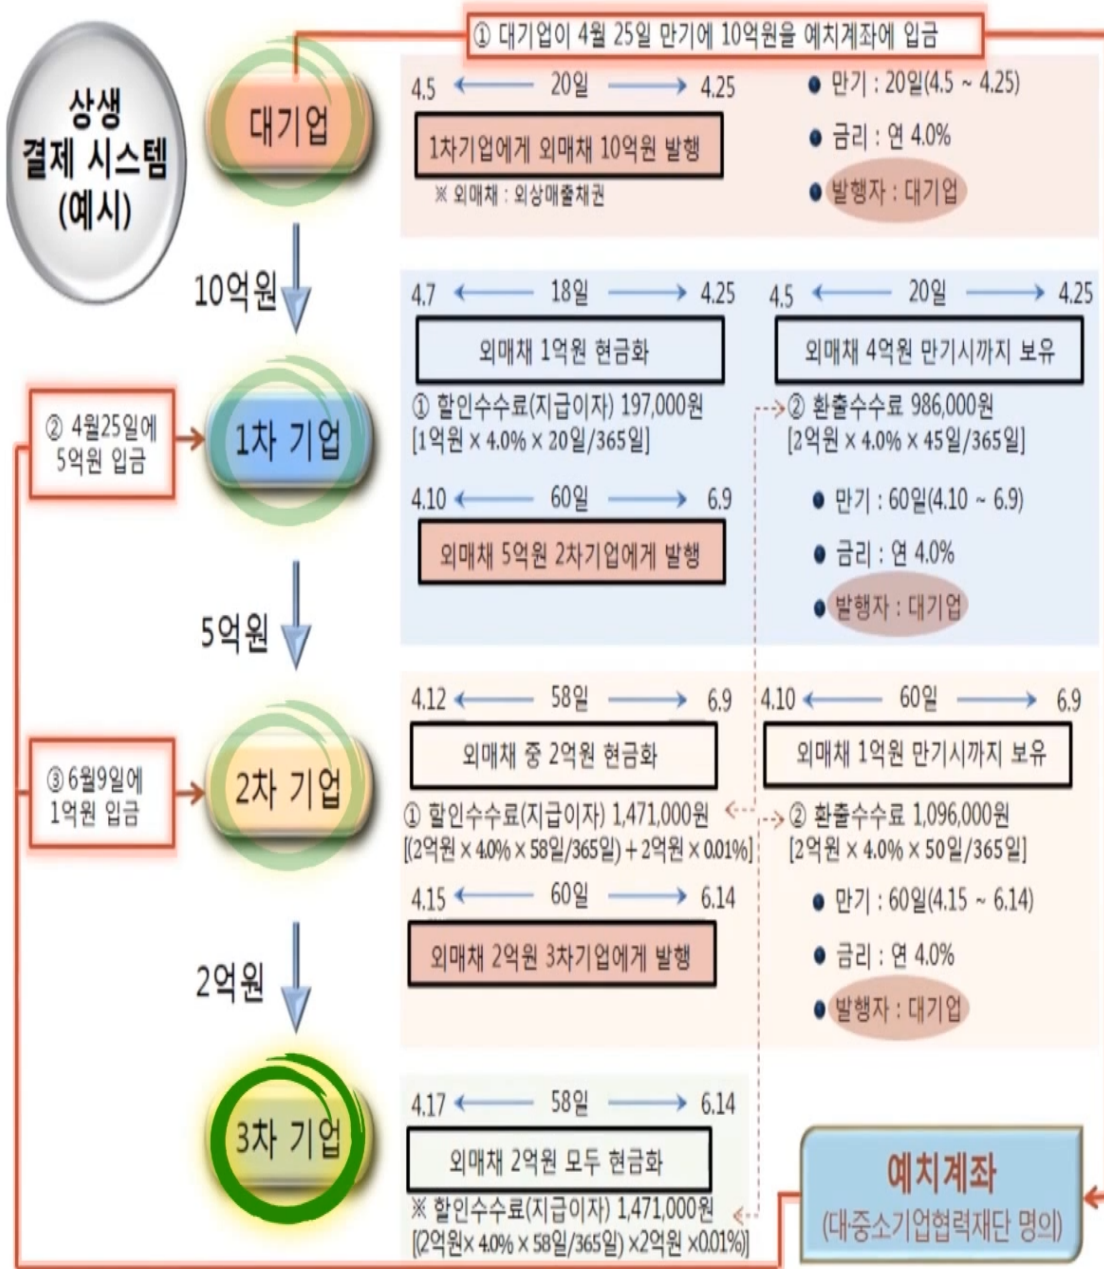 ① 대기업이 4월 25일 만기에 10억원을 예치계좌에 입금
상생
결제 시스템
(예시)
대기업
4.5 20일 4.25
1차기업에게 외매채 10억원 발행
※ 외매채 : 외상매출채권
만기 : 20일(4.5 ~ 4.25)
금리 : 연 4.0%
발행자 : 대기업
10억원
4.7 18일 4.25
외매채 1억원 현금화
① 할인수수료(지급이자) 197,000원
[1억원 × 4.0% × 20일/365일]
4.5 20일 4.25
외매채 4억원 만기시까지 보유
② 환출수수료 986,000원
[2억원 × 4.0% × 45일/365일]
② 4월25일에
5억원 입금
1차 기업
4.10 60일 6.9
외매채 5억원 2차기업에게 발행
만기 : 60일(4.10 ~ 6.9)
금리 : 연 4.0%
발행자 : 대기업
5억원
4.12 58일 6.9
외매채 중 2억원 현금화
① 할인수수료(지급이자) 1,471,000원
[(2억원 × 4.0% × 58일/365일) + 2억원 × 0.01%]
4.10 60일 6.9
외매채 1억원 만기시까지 보유
② 환출수수료 1,096,000원
[2억원 × 4.0% × 50일/365일]
③ 6월9일에
1억원 입금
2차 기업
4.15 60일 6.14
외매채 2억원 3차기업에게 발행
만기 : 60일(4.15 ~ 6.14)
금리 : 연 4.0%
발행자 : 대기업
2억원
3차 기업
4.17 58일 6.14
외매채 2억원 모두 현금화
※ 할인수수료(지급이자) 1,471,000원
[(2억원× 4.0% × 58일/365일) ×2억원 ×0.01%)]
예치계좌
(대·중소기업협력재단 명의)